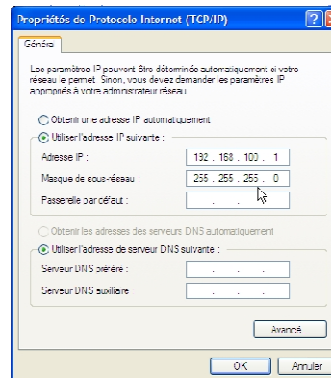 Propriétés de Protocole Internet (TCP/IP)
Général
Les paramètres IP peuvent être déterminés automatiquement si votre
réseau le permet. Sinon, vous devez demander les paramètres IP
appropriés à votre administrateur réseau.
Obtenir une adresse IP automatiquement
Utiliser l'adresse IP suivante :
Adresse IP : 192 . 168 . 100 . 1
Masque de sous-réseau 255 . 255 . 255 . 0
Passerelle par défaut : . . .
Obtenir les adresses des serveurs DNS automatiquement
Utiliser l'adresse de serveur DNS suivante :
Serveur DNS préféré : . . .
Serveur DNS auxiliaire . . .
Avancé
OK Annuler